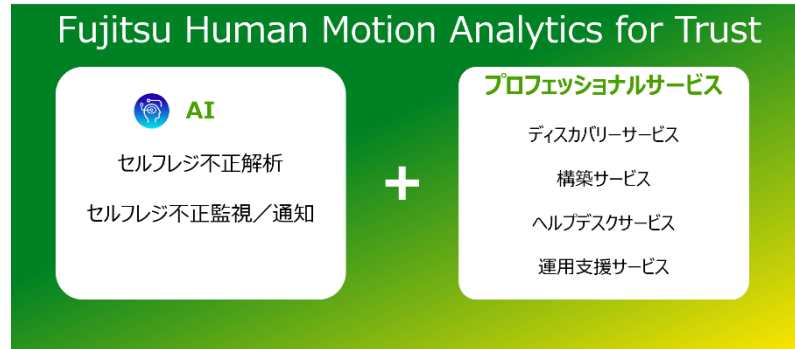 Fujitsu Human Motion Analytics for Trust
AI
セルフレジ不正解析
セルフレジ不正監視／通知
+
プロフェッショナルサービス
ディスカバリーサービス
構築サービス
ヘルプデスクサービス
運用支援サービス